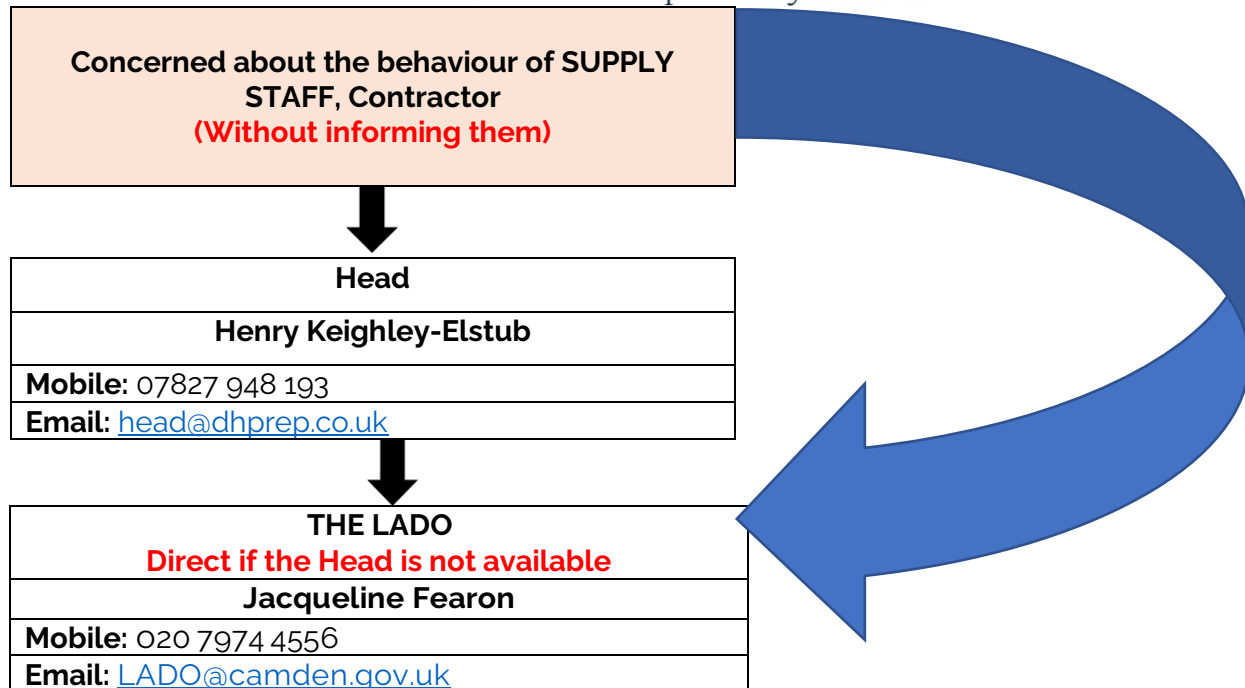 Concerned about the behaviour of SUPPLY
STAFF, Contractor
(Without informing them)
Head
Henry Keighley-Elstub
Mobile: 07827 948 193
Email: head@dhprep.co.uk
THE LADO
Direct if the Head is not available
Jacqueline Fearon
Mobile: 020 7974 4556
Email: LADO@camden.gov.uk